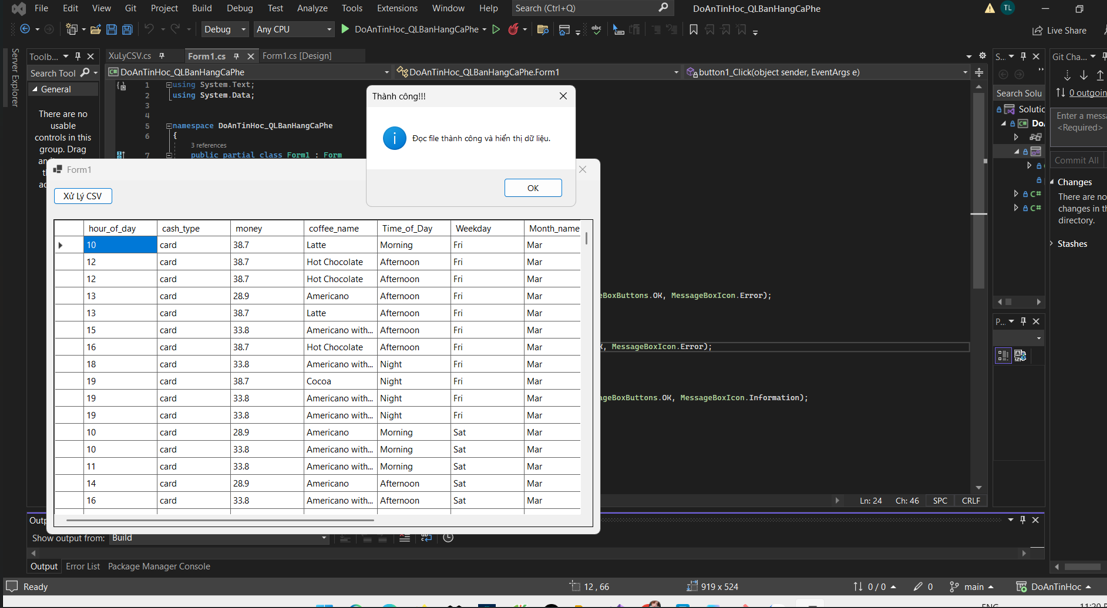 File Edit View Git Project Build Debug Test Analyze Tools Extensions Window Help Search (Ctrl+Q) DoAnTinHoc_QLBanHangCaPhe TL
Debug Any CPU DoAnTinHoc_QLBanHangCaPhe Live Share
Server Explorer
Toolb...
Search Tool
General
There are no
usable
controls in this
group. Drag
XuLyCSV.cs Form1.cs Form1.cs [Design]
DoAnTinHoc_QLBanHangCaPhe DoAnTinHoc_QLBanHangCaPhe.Form1 button1_Click(object sender, EventArgs e)
1 using System.Text;
2 using System.Data;
3
4
5 namespace DoAnTinHoc_QLBanHangCaPhe
6 {
3 references
7 public partial class Form1 : Form
Thành công!!!
Đọc file thành công và hiển thị dữ liệu.
OK
Form1
Xử Lý CSV
hour_of_day cash_type money coffee_name Time_of_Day Weekday Month_name
10 card 38.7 Latte Morning Fri Mar
12 card 38.7 Hot Chocolate Afternoon Fri Mar
12 card 38.7 Hot Chocolate Afternoon Fri Mar
13 card 28.9 Americano Afternoon Fri Mar
13 card 38.7 Latte Afternoon Fri Mar
15 card 33.8 Americano with... Afternoon Fri Mar
16 card 38.7 Hot Chocolate Afternoon Fri Mar
18 card 33.8 Americano with... Night Fri Mar
19 card 38.7 Cocoa Night Fri Mar
19 card 33.8 Americano with... Night Fri Mar
19 card 33.8 Americano with... Night Fri Mar
10 card 28.9 Americano Morning Sat Mar
10 card 33.8 Americano with... Morning Sat Mar
11 card 33.8 Americano with... Morning Sat Mar
14 card 28.9 Americano Afternoon Sat Mar
16 card 33.8 Americano with... Afternoon Sat Mar
BoxButtons.OK, MessageBoxIcon.Error);
, MessageBoxIcon.Error);
BoxButtons.OK, MessageBoxIcon.Information);
Ln: 24 Ch: 46 SPC CRLF
S...
Search Solu
Solutio
Do
C#
C#
P...
Git Cha...
0 outgoin
Enter a mess
<Required>
Commit All
Changes
There are no
changes in th
directory.
Stashes
Outp
Show output from: Build
Output Error List Package Manager Console
Ready 12 , 66 919 x 524 0 / 0 0 main DoAnTinHoc
ENG 11:20